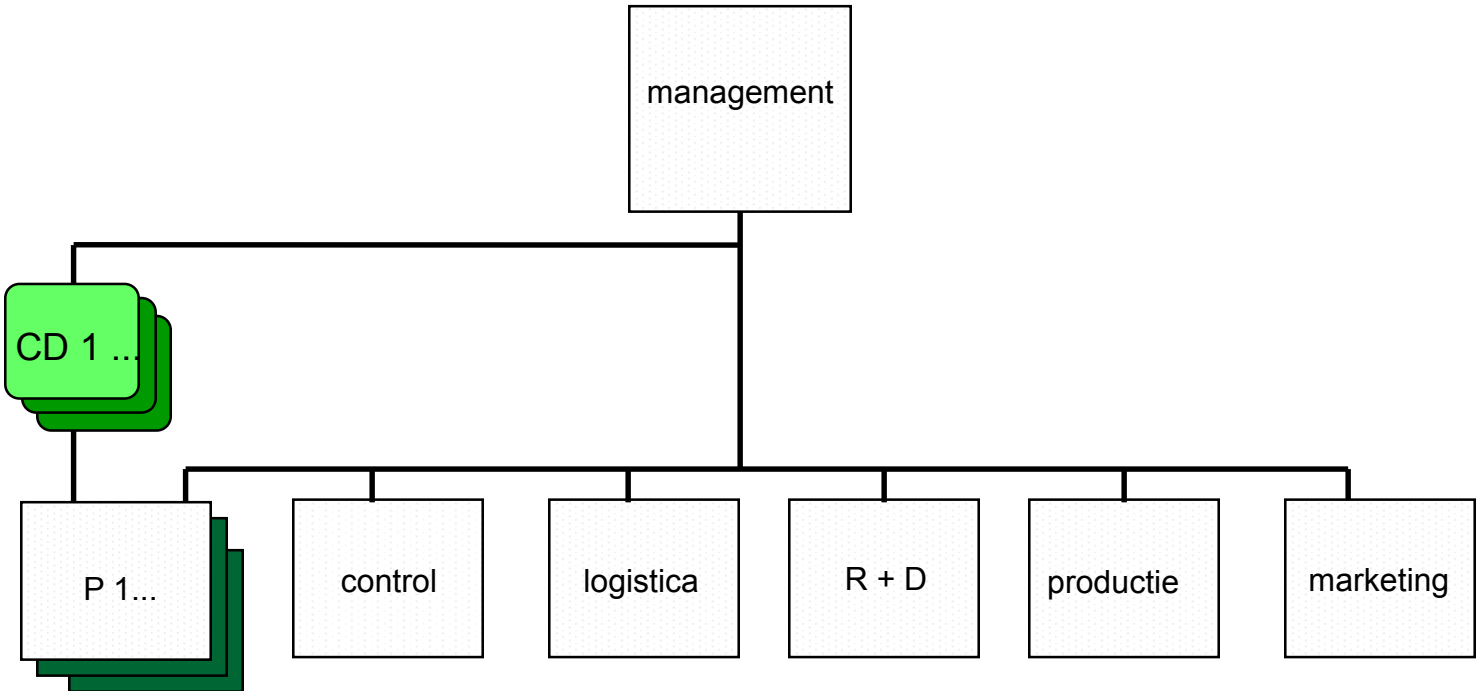 management
CD 1 ...
P 1...
control
logistica
R + D
productie
marketing